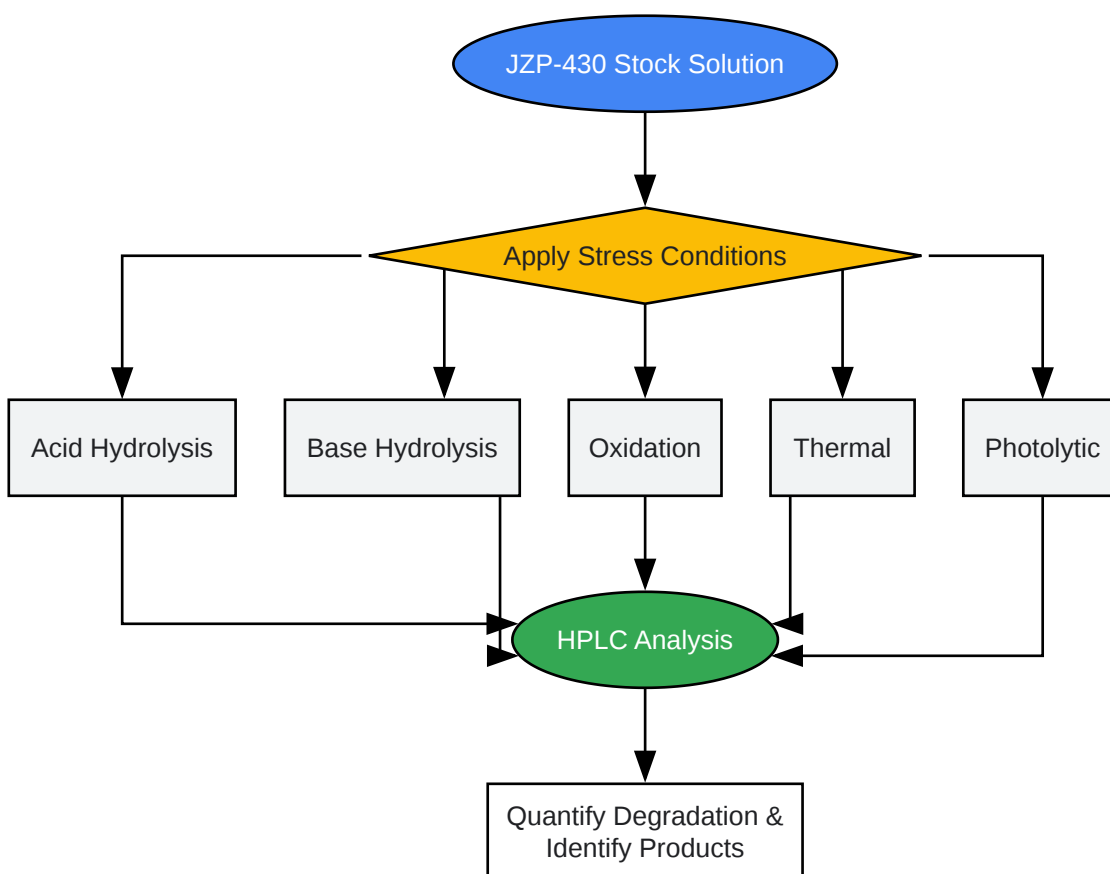 JZP-430 Stock Solution
Apply Stress Conditions
Acid Hydrolysis
Base Hydrolysis
Oxidation
Thermal
Photolytic
HPLC Analysis
Quantify Degradation &
Identify Products